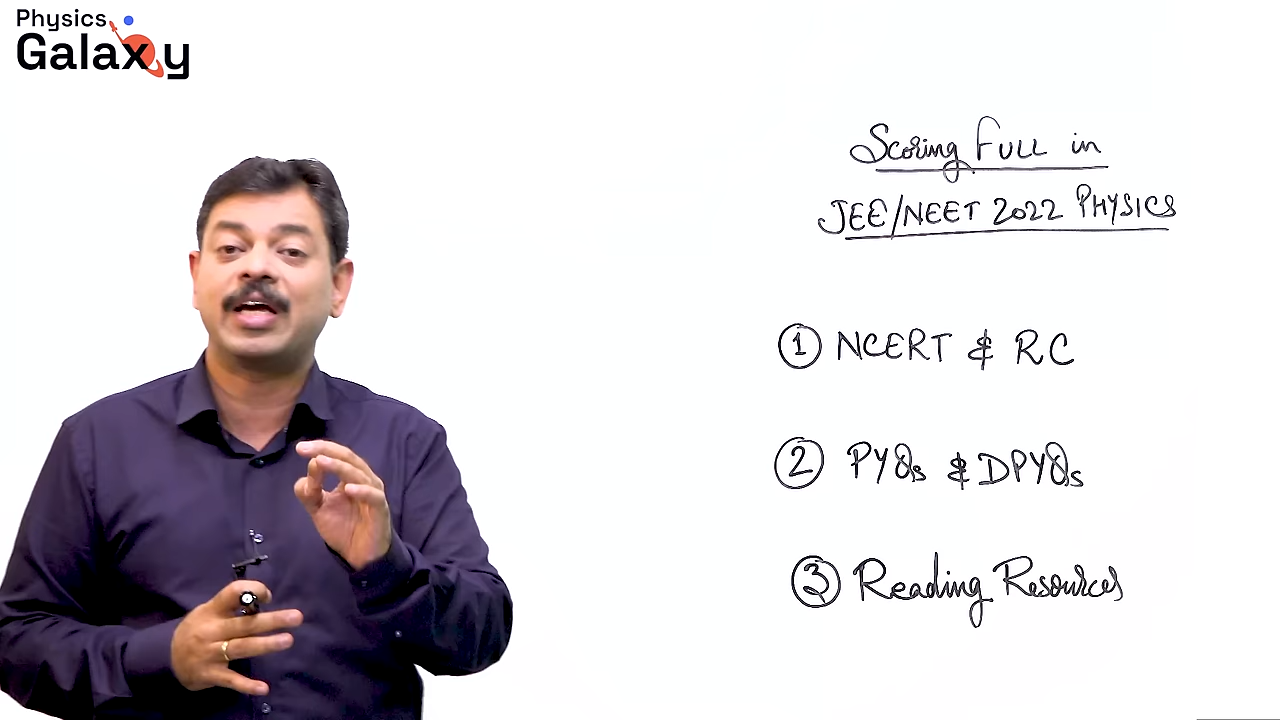 Physics
Galaxy
Scoring FULL in
JEE/NEET 2022 PHYSICS
① NCERT & RC
② PYQs & DPYQs
③ Reading Resources